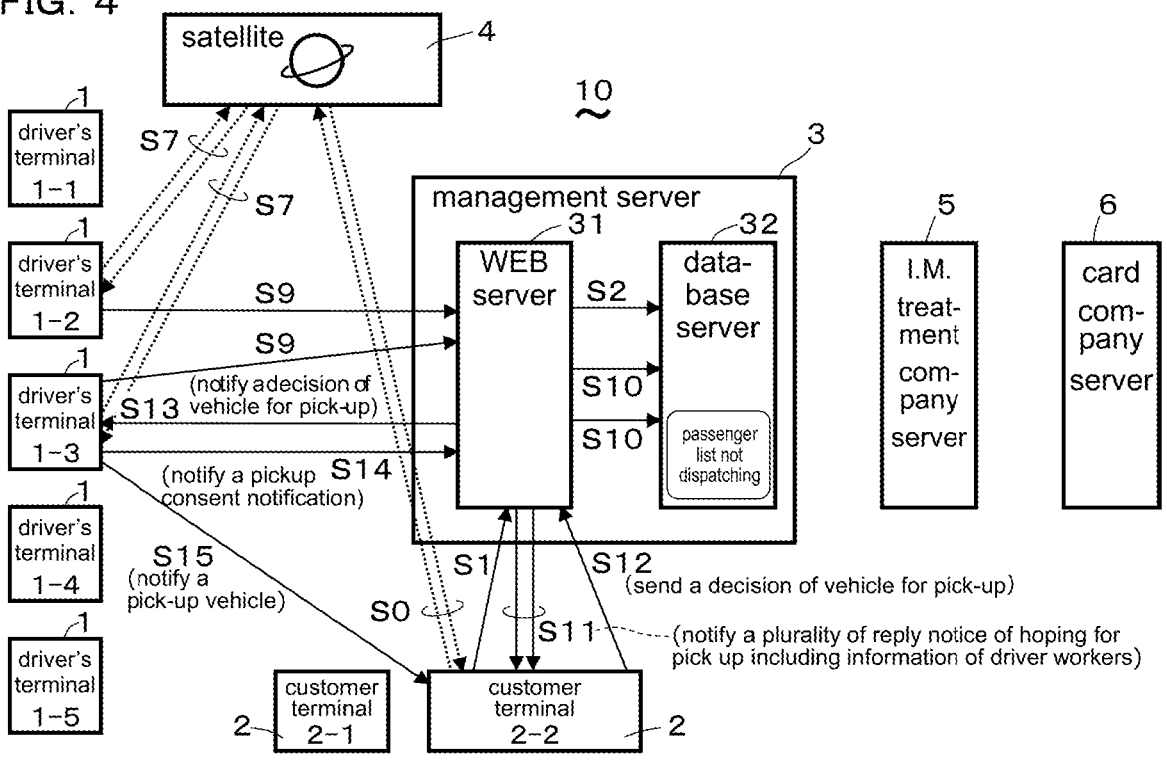 FIG. 4
satellite
4
10
~
1
driver's
terminal
1-1
S7
S7
3
management server
31
32
5
6
1
driver's
terminal
1-2
WEB
server
data-
base
server
I.M.
treat-
ment
com-
pany
server
card
com-
pany
server
S9
S2
S9
1
driver's
terminal
1-3
(notify a decision of
vehicle for pick-up)
S13
S10
S10
passenger
list not
dispatching
(notify a pickup
consent notification)
S14
1
driver's
terminal
1-4
S15
(notify a
pick-up vehicle)
S0
S1
S12
(send a decision of vehicle for pick-up)
S11
(notify a plurality of reply notice of hoping for
pick up including information of driver workers)
1
driver's
terminal
1-5
2
customer
terminal
2-1
customer
terminal
2-2
2